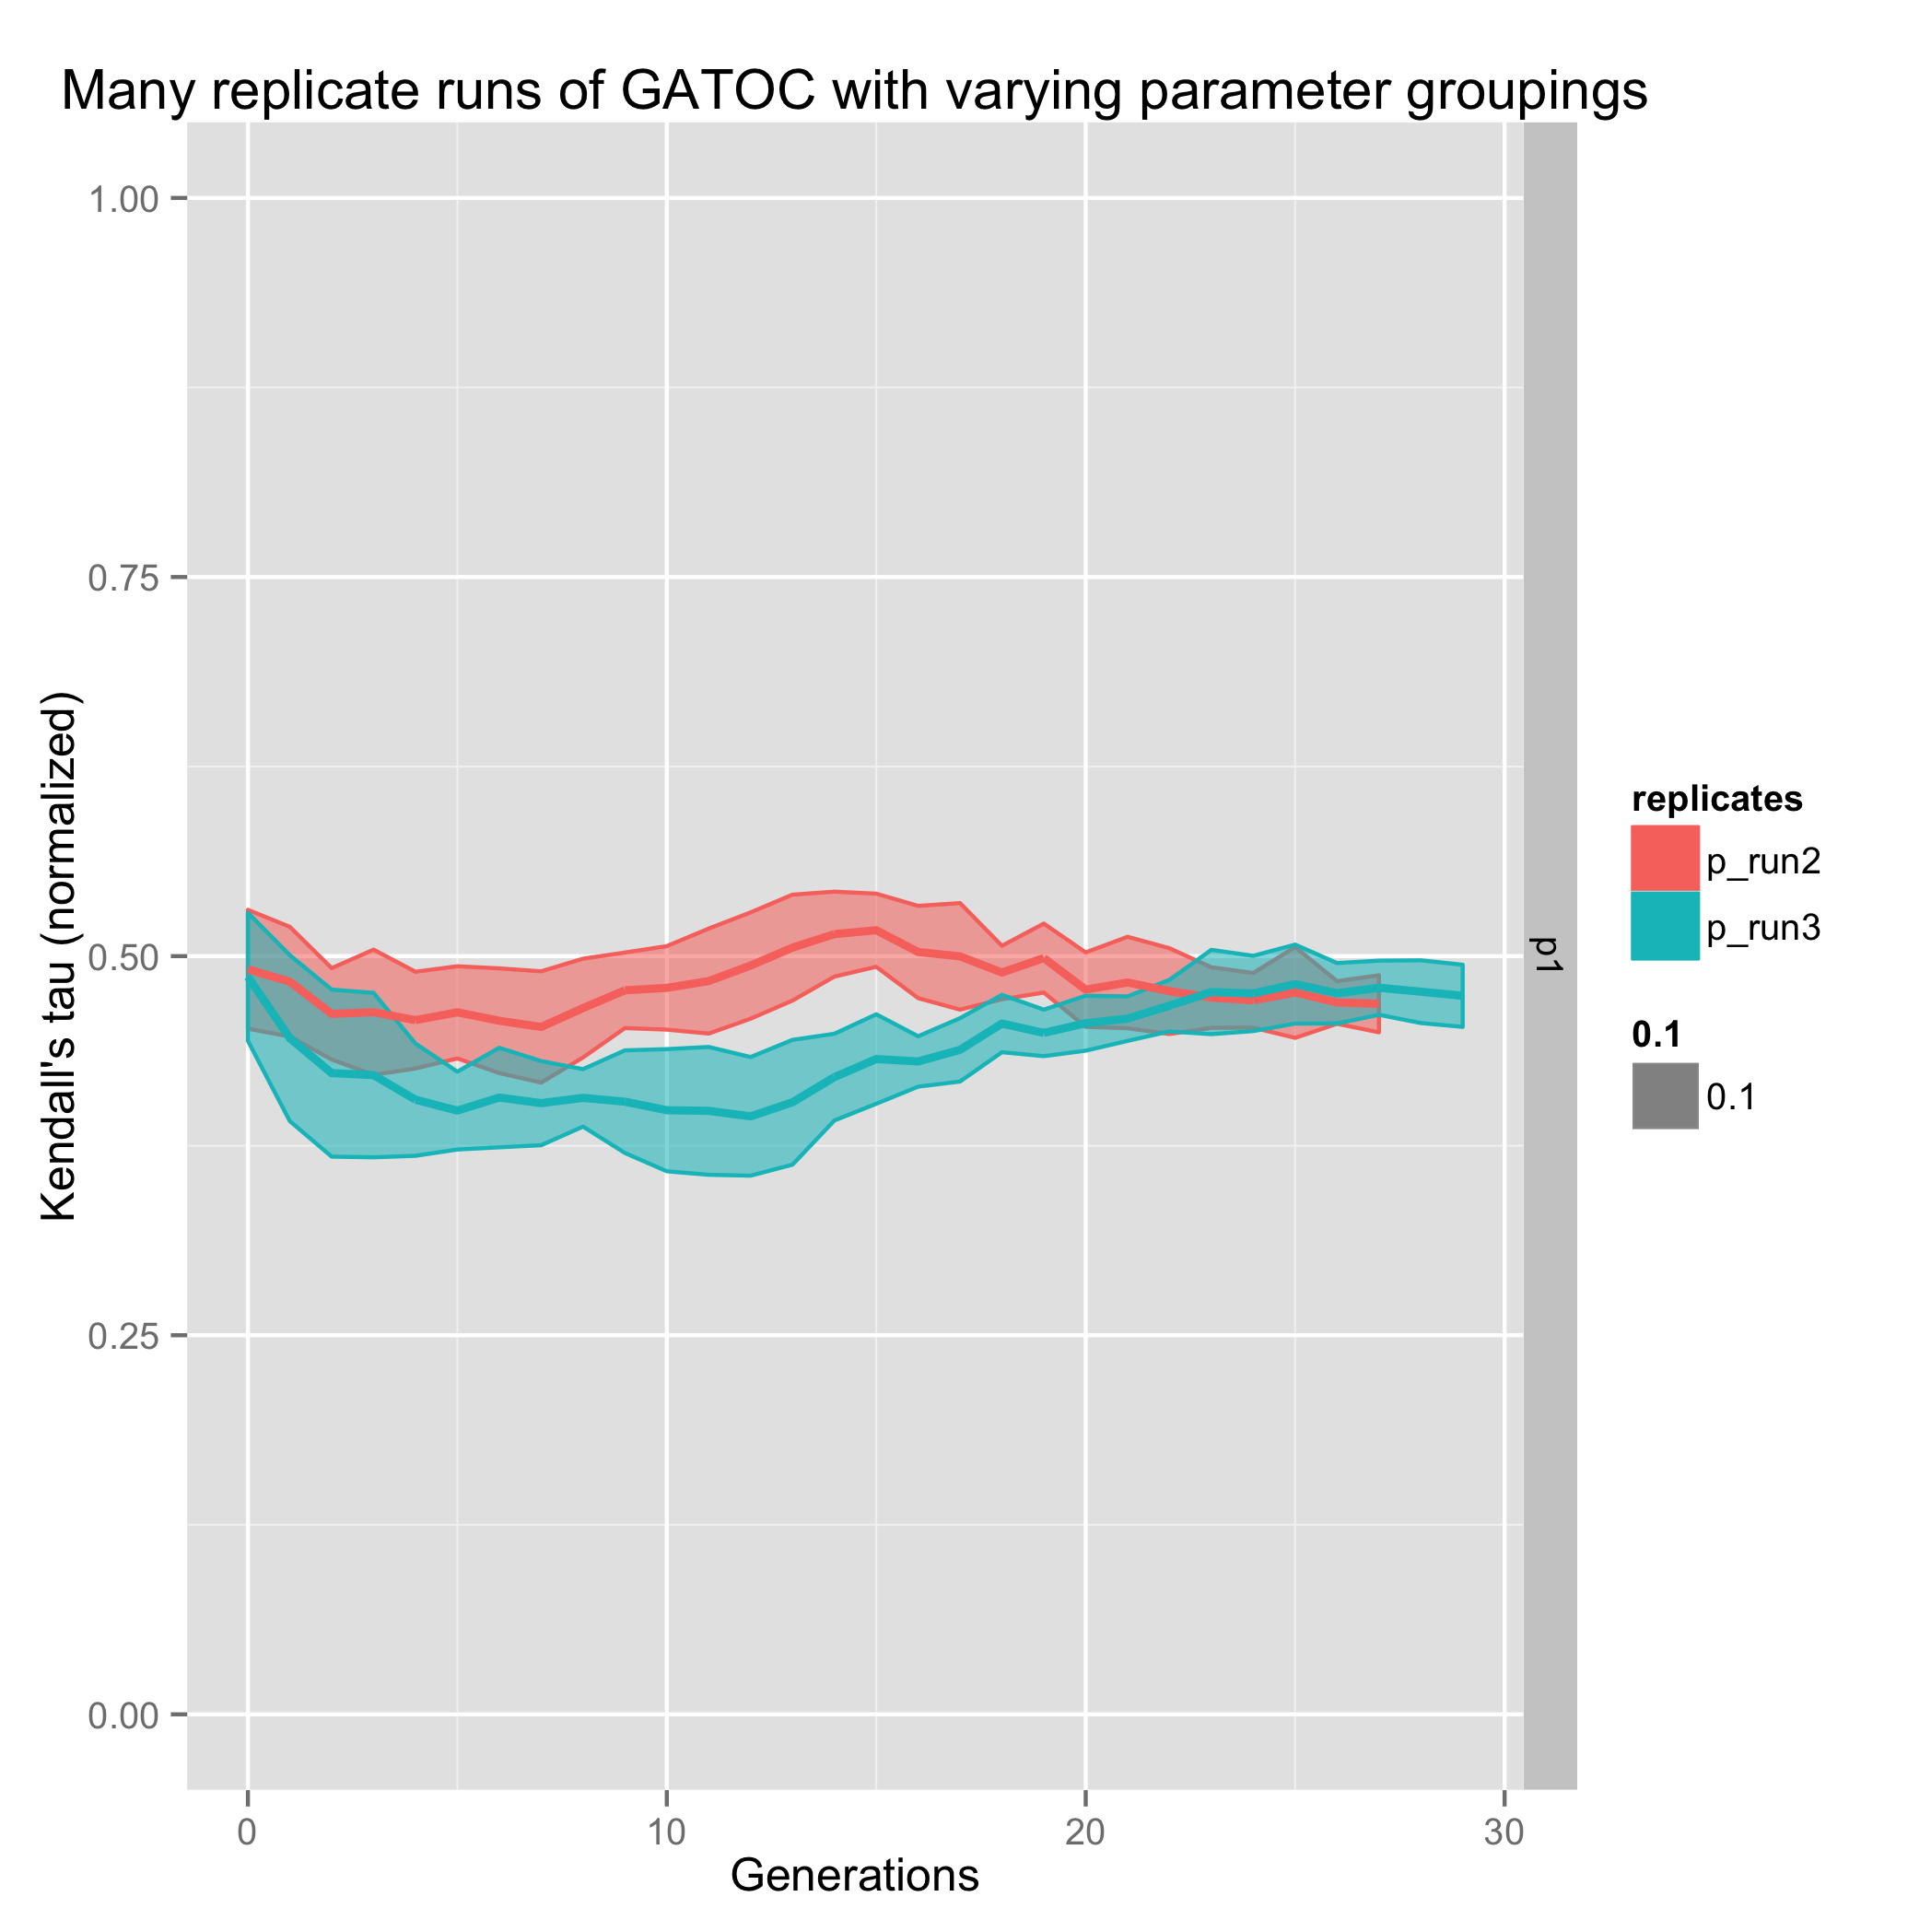 Many replicate runs of GATOC with varying parameter groupings
1.00
0.75
0.50
0.25
0.00
Kendall's tau (normalized)
0
10
20
30
Generations
p1
replicates
p_run2
p_run3
0.1
0.1